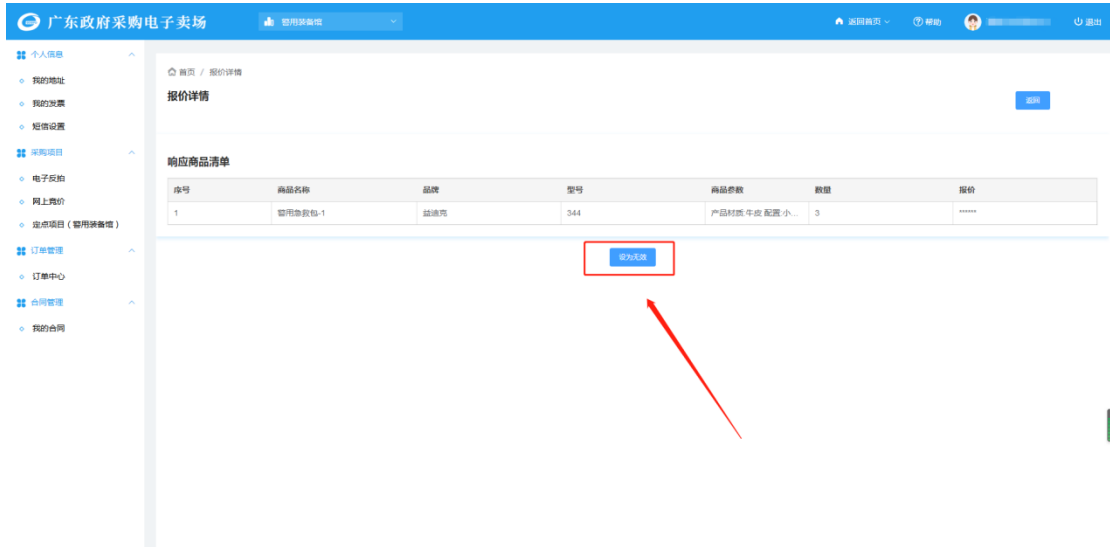 广东政府采购电子卖场 警用装备馆 返回首页 帮助 退出
个人信息
我的地址
我的发票
短信设置
采购项目
电子反拍
网上竞价
定点项目(警用装备馆)
订单管理
订单中心
合同管理
我的合同
首页 / 报价详情
报价详情 返回
响应商品清单
序号 商品名称 品牌 型号 商品参数 数量 报价
1 警用急救包-1 益迪克 344 产品材质:牛皮 配置:小... 3 ******
设为无效